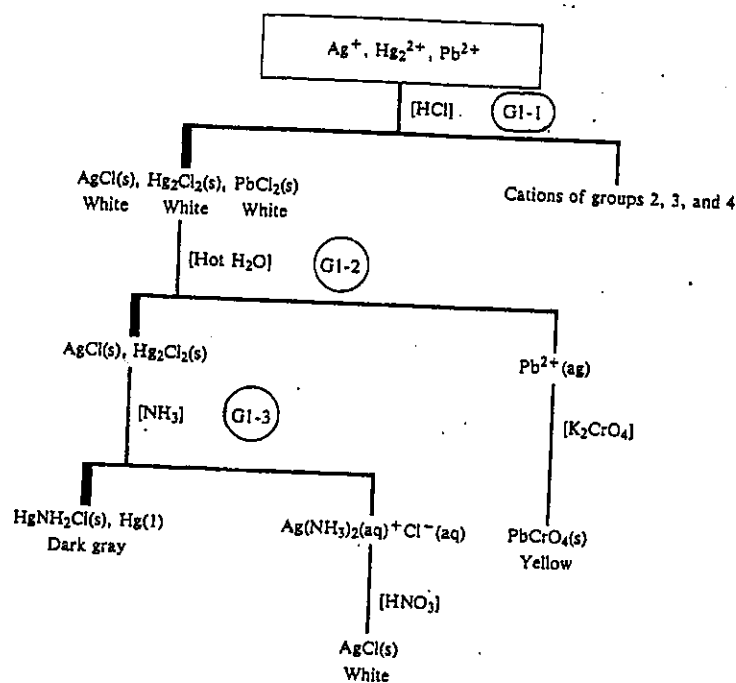 Ag⁺, Hg₂²⁺, Pb²⁺
[HCl] G1-1
AgCl(s), Hg₂Cl₂(s), PbCl₂(s)
White White White
Cations of groups 2, 3, and 4
[Hot H₂O] G1-2
AgCl(s), Hg₂Cl₂(s)
Pb²⁺(ag)
[NH₃] G1-3
[K₂CrO₄]
HgNH₂Cl(s), Hg(1)
Dark gray
Ag(NH₃)₂(aq)⁺Cl⁻(aq)
PbCrO₄(s)
Yellow
[HNO₃]
AgCl(s)
White